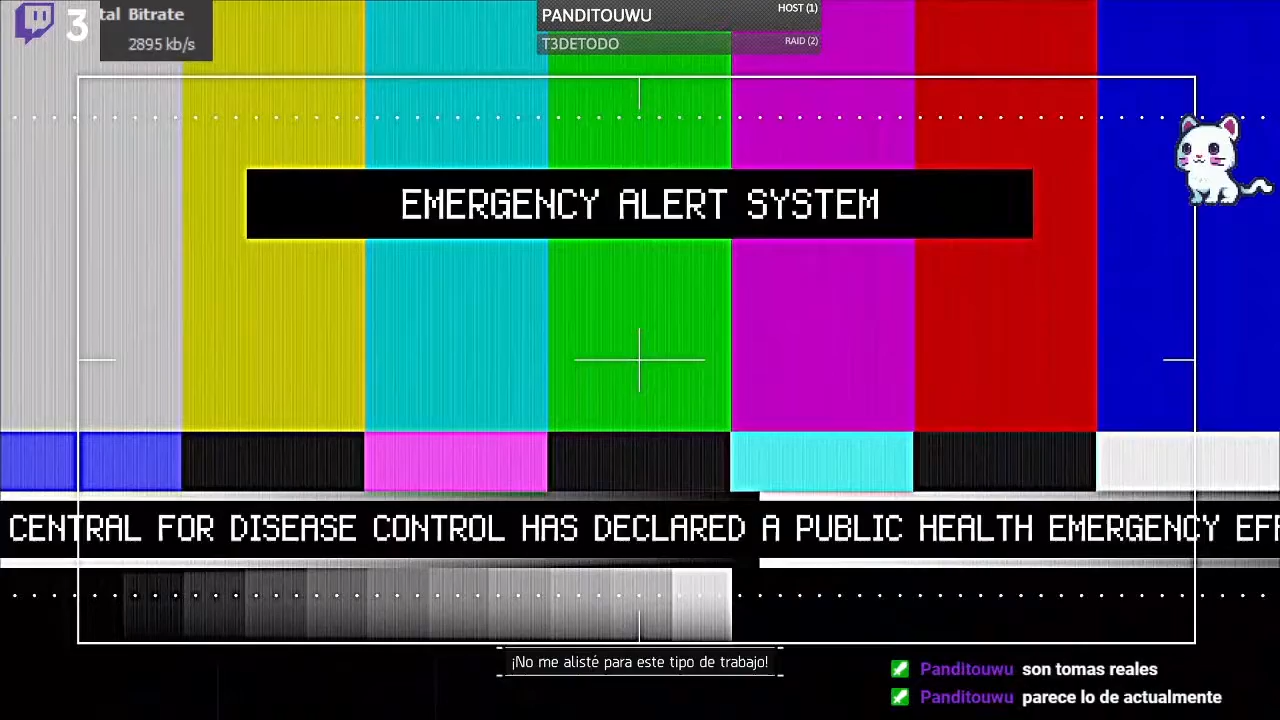 3
tal Bitrate
2895 kb/s
PANDITOUWU HOST (1)
T3DETODO RAID (2)
EMERGENCY ALERT SYSTEM
CENTRAL FOR DISEASE CONTROL HAS DECLARED A PUBLIC HEALTH EMERGENCY EFF
¡No me alisté para este tipo de trabajo!
Panditouwu son tomas reales
Panditouwu parece lo de actualmente